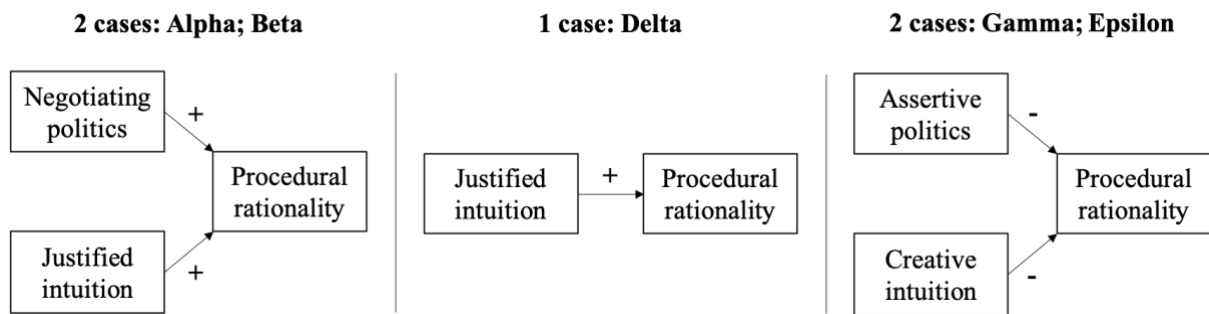 2 cases: Alpha; Beta
Negotiating
politics
+
Procedural
rationality
Justified
intuition
+
1 case: Delta
Justified
intuition
+
Procedural
rationality
2 cases: Gamma; Epsilon
Assertive
politics
-
Procedural
rationality
Creative
intuition
-